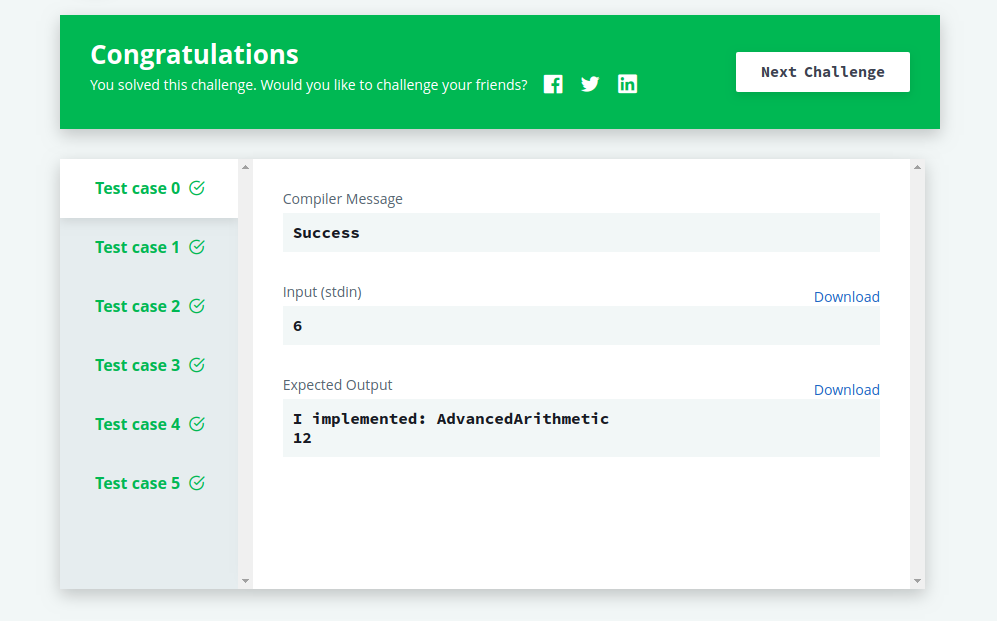 Congratulations
You solved this challenge. Would you like to challenge your friends?
Next Challenge
Test case 0
Test case 1
Test case 2
Test case 3
Test case 4
Test case 5
Compiler Message
Success
Input (stdin)
Download
6
Expected Output
Download
I implemented: AdvancedArithmetic
12